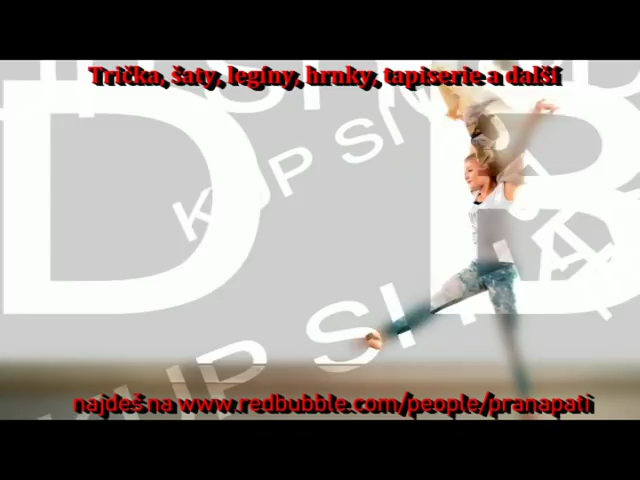 Trička, šaty, legíny, hrnky, tapiserie a další
KUP SI
KUP SI
najdeš na www.redbubble.com/people/pranapati